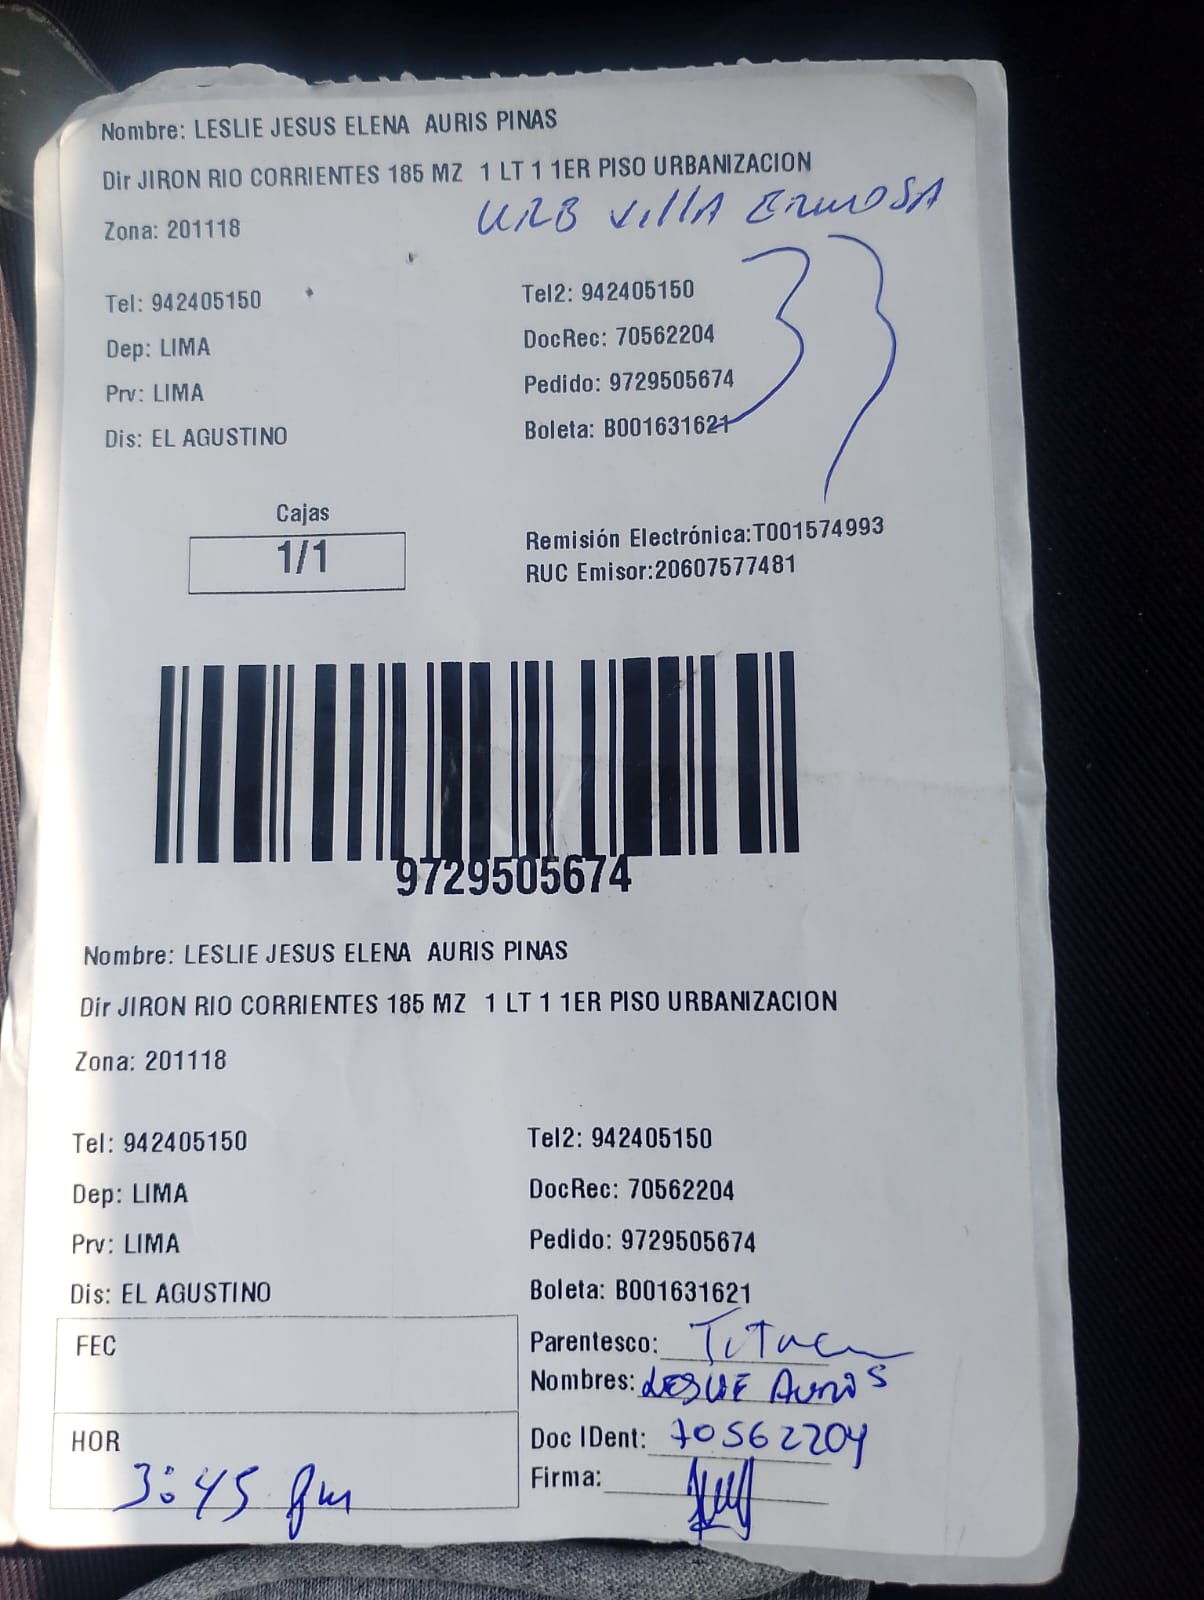 Nombre: LESLIE JESUS ELENA AURIS PINAS
Dir JIRON RIO CORRIENTES 185 MZ 1 LT 1 1ER PISO URBANIZACION
URB VIllA ERMOSA
Zona: 201118
33
Tel: 942405150 Tel2: 942405150
Dep: LIMA DocRec: 70562204
Prv: LIMA Pedido: 9729505674
Dis: EL AGUSTINO Boleta: B001631621
Cajas
1/1
Remisión Electrónica:T001574993
RUC Emisor:20607577481
9729505674
Nombre: LESLIE JESUS ELENA AURIS PINAS
Dir JIRON RIO CORRIENTES 185 MZ 1 LT 1 1ER PISO URBANIZACION
Zona: 201118
Tel: 942405150 Tel2: 942405150
Dep: LIMA DocRec: 70562204
Prv: LIMA Pedido: 9729505674
Dis: EL AGUSTINO Boleta: B001631621
FEC
Parentesco:
Nombres: LESLIE Auris
Doc IDent: 70562204
HOR
3:45 pm
Firma: